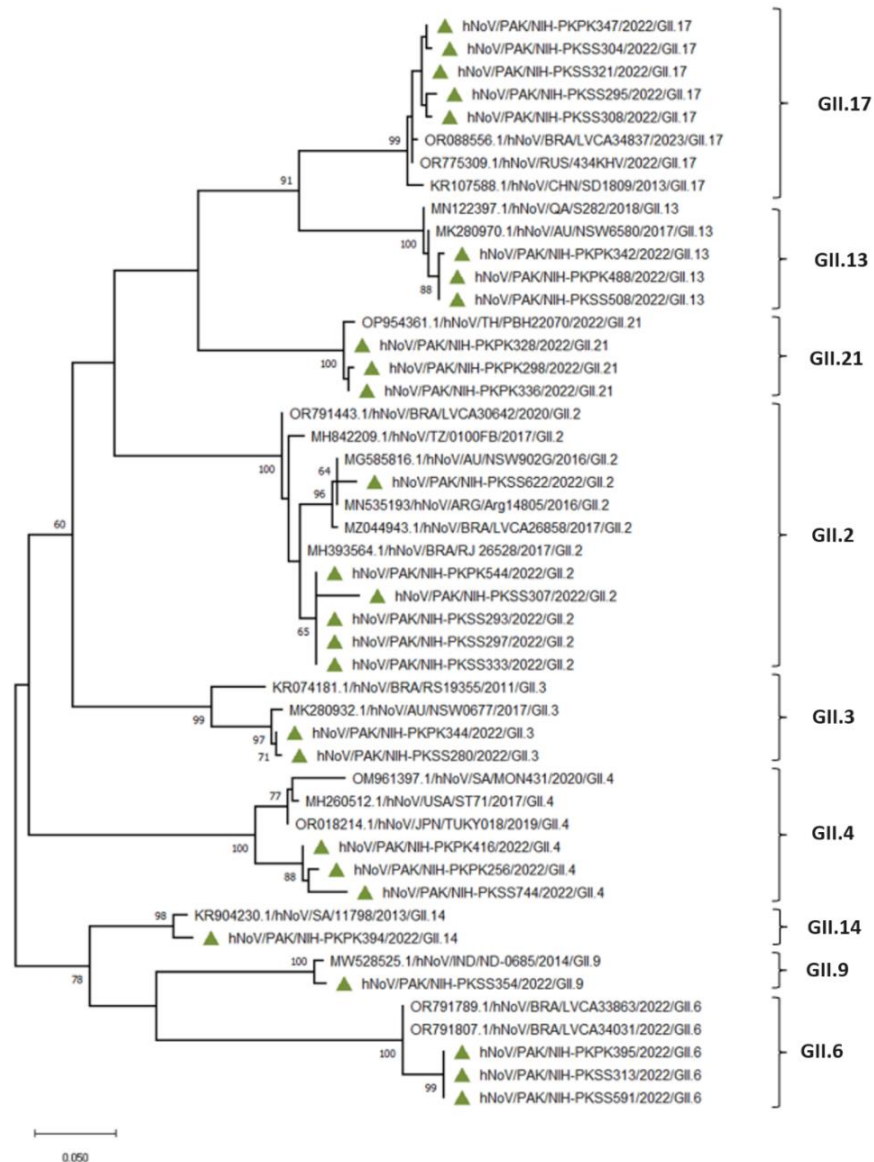 hNoV/PAK/NIH-PKPK347/2022/GII.17
hNoV/PAK/NIH-PKSS304/2022/GII.17
hNoV/PAK/NIH-PKSS321/2022/GII.17
hNoV/PAK/NIH-PKSS295/2022/GII.17
hNoV/PAK/NIH-PKSS308/2022/GII.17
99
OR088556.1/hNoV/BRA/LVCA34837/2023/GII.17
OR775309.1/hNoV/RUS/434KHV/2022/GII.17
KR107588.1/hNoV/CHN/SD1809/2013/GII.17
GII.17
91
MN122397.1/hNoV/QA/S282/2018/GII.13
MK280970.1/hNoV/AU/NSW6580/2017/GII.13
100
hNoV/PAK/NIH-PKPK342/2022/GII.13
hNoV/PAK/NIH-PKPK488/2022/GII.13
88
hNoV/PAK/NIH-PKSS508/2022/GII.13
GII.13
OP954361.1/hNoV/TH/PBH22070/2022/GII.21
hNoV/PAK/NIH-PKPK328/2022/GII.21
100
hNoV/PAK/NIH-PKPK298/2022/GII.21
hNoV/PAK/NIH-PKPK336/2022/GII.21
GII.21
OR791443.1/hNoV/BRA/LVCA30642/2020/GII.2
MH842209.1/hNoV/TZ/0100FB/2017/GII.2
100
MG585816.1/hNoV/AU/NSW902G/2016/GII.2
64
hNoV/PAK/NIH-PKSS622/2022/GII.2
96
MN535193/hNoV/ARG/Arg14805/2016/GII.2
MZ044943.1/hNoV/BRA/LVCA26858/2017/GII.2
60
MH393564.1/hNoV/BRA/RJ 26528/2017/GII.2
hNoV/PAK/NIH-PKPK544/2022/GII.2
hNoV/PAK/NIH-PKSS307/2022/GII.2
hNoV/PAK/NIH-PKSS293/2022/GII.2
65
hNoV/PAK/NIH-PKSS297/2022/GII.2
hNoV/PAK/NIH-PKSS333/2022/GII.2
GII.2
KR074181.1/hNoV/BRA/RS19355/2011/GII.3
99
MK280932.1/hNoV/AU/NSW0677/2017/GII.3
97
hNoV/PAK/NIH-PKPK344/2022/GII.3
71
hNoV/PAK/NIH-PKSS280/2022/GII.3
GII.3
OM961397.1/hNoV/SA/MON431/2020/GII.4
77
MH260512.1/hNoV/USA/ST71/2017/GII.4
OR018214.1/hNoV/JPN/TUKY018/2019/GII.4
100
hNoV/PAK/NIH-PKPK416/2022/GII.4
hNoV/PAK/NIH-PKPK256/2022/GII.4
88
hNoV/PAK/NIH-PKSS744/2022/GII.4
GII.4
98
KR904230.1/hNoV/SA/11798/2013/GII.14
hNoV/PAK/NIH-PKPK394/2022/GII.14
GII.14
78
100
MW528525.1/hNoV/IND/ND-0685/2014/GII.9
hNoV/PAK/NIH-PKSS354/2022/GII.9
GII.9
OR791789.1/hNoV/BRA/LVCA33863/2022/GII.6
OR791807.1/hNoV/BRA/LVCA34031/2022/GII.6
100
hNoV/PAK/NIH-PKPK395/2022/GII.6
hNoV/PAK/NIH-PKSS313/2022/GII.6
99
hNoV/PAK/NIH-PKSS591/2022/GII.6
GII.6
0.050